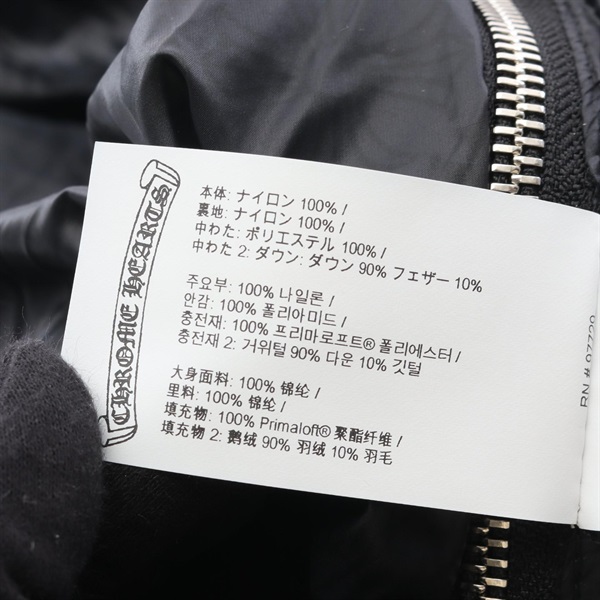 CHROME HEARTS
本体: ナイロン 100% /
裏地: ナイロン 100% /
中わた: ポリエステル 100% /
中わた 2: ダウン: ダウン 90% フェザー 10%
주요부: 100% 나일론 /
안감: 100% 폴리아미드 /
충전재: 100% 프리마로프트® 폴리에스터 /
충전재 2: 거위털 90% 다운 10% 깃털
大身面料: 100% 锦纶 /
里料: 100% 锦纶 /
填充物: 100% Primaloft® 聚酯纤维 /
填充物 2: 鹅绒 90% 羽绒 10% 羽毛
RN #